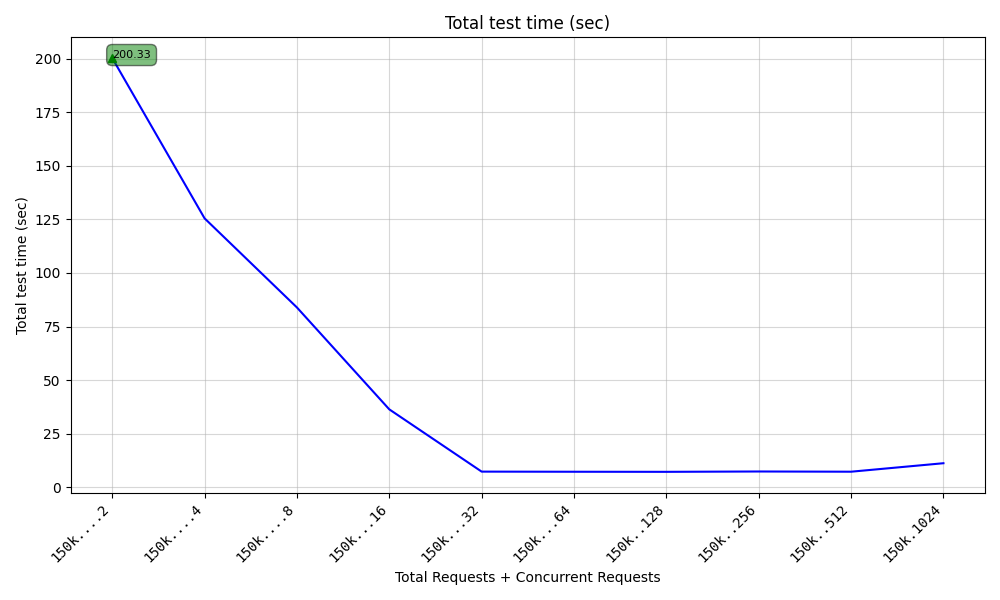 Total test time (sec)
200.33
Total test time (sec)
200
175
150
125
100
75
50
25
0
150k....2
150k....4
150k....8
150k...16
150k...32
150k...64
150k..128
150k..256
150k..512
150k.1024
Total Requests + Concurrent Requests